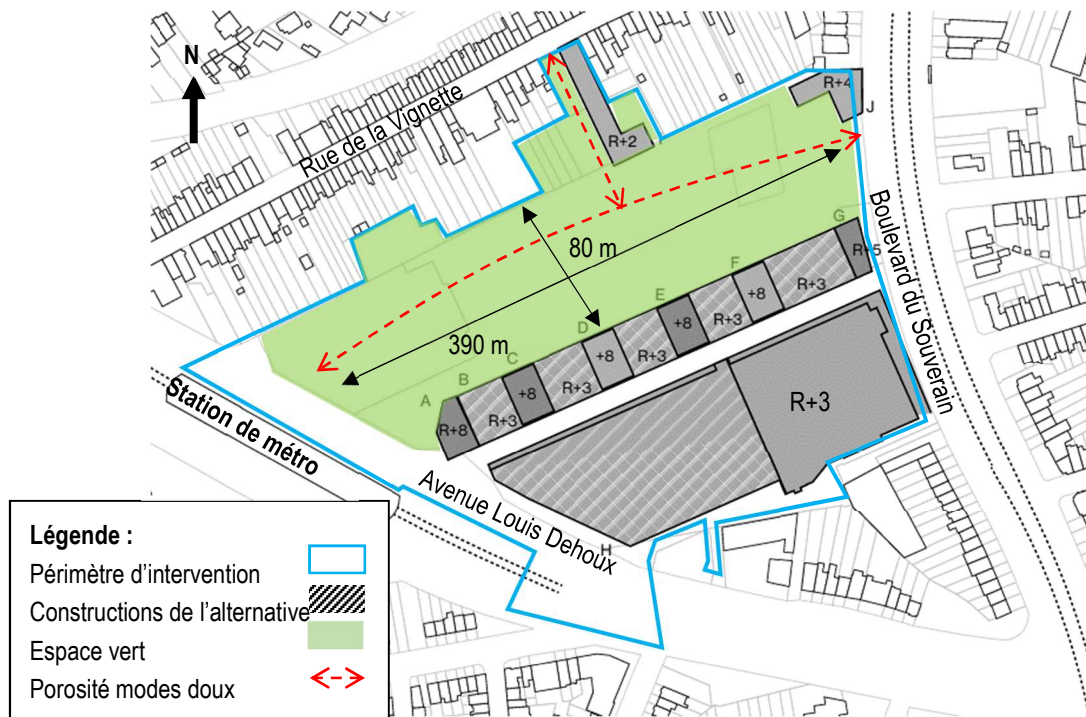 N
Rue de la Vignette
R+4
J
R+2
Boulevard du Souverain
80 m
G
R+5
F
+8
R+3
E
+8
R+3
D
+8
R+3
390 m
C
+8
R+3
B
R+3
A
R+8
R+3
Station de métro
Avenue Louis Dehoux
H
Légende :
Périmètre d'intervention
Constructions de l'alternative
Espace vert
Porosité modes doux